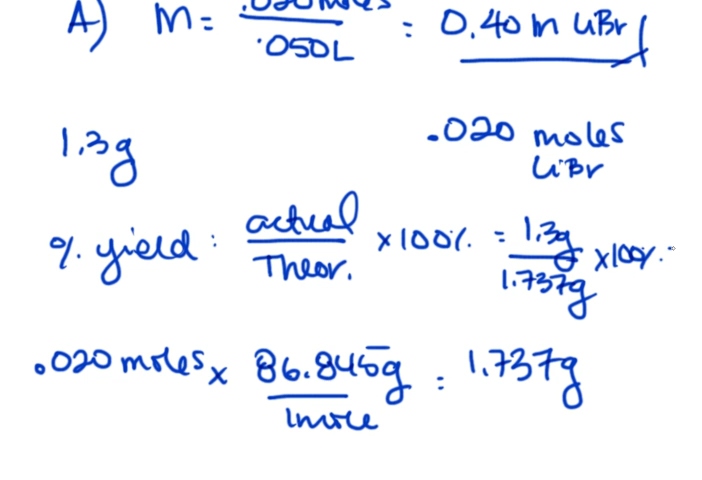 A) M = .020 moles / .050L = 0.40 M LiBr
1.3g .020 moles LiBr
% yield : actual / Theor. x100% = 1.3g / 1.737g x100% =
.020 moles x 86.845g / 1mole = 1.737g